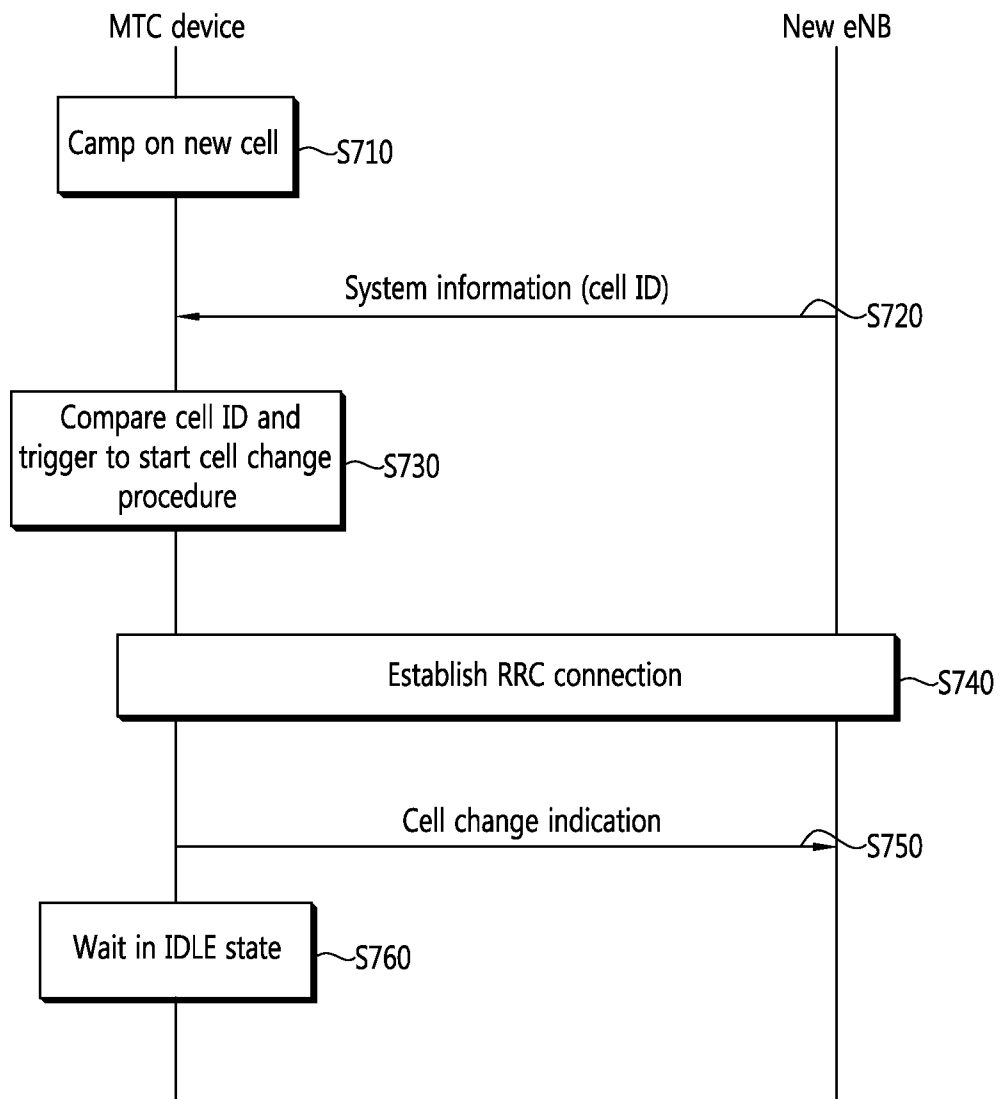 MTC device
New eNB
Camp on new cell
S710
System information (cell ID)
S720
Compare cell ID and
trigger to start cell change
procedure
S730
Establish RRC connection
S740
Cell change indication
S750
Wait in IDLE state
S760